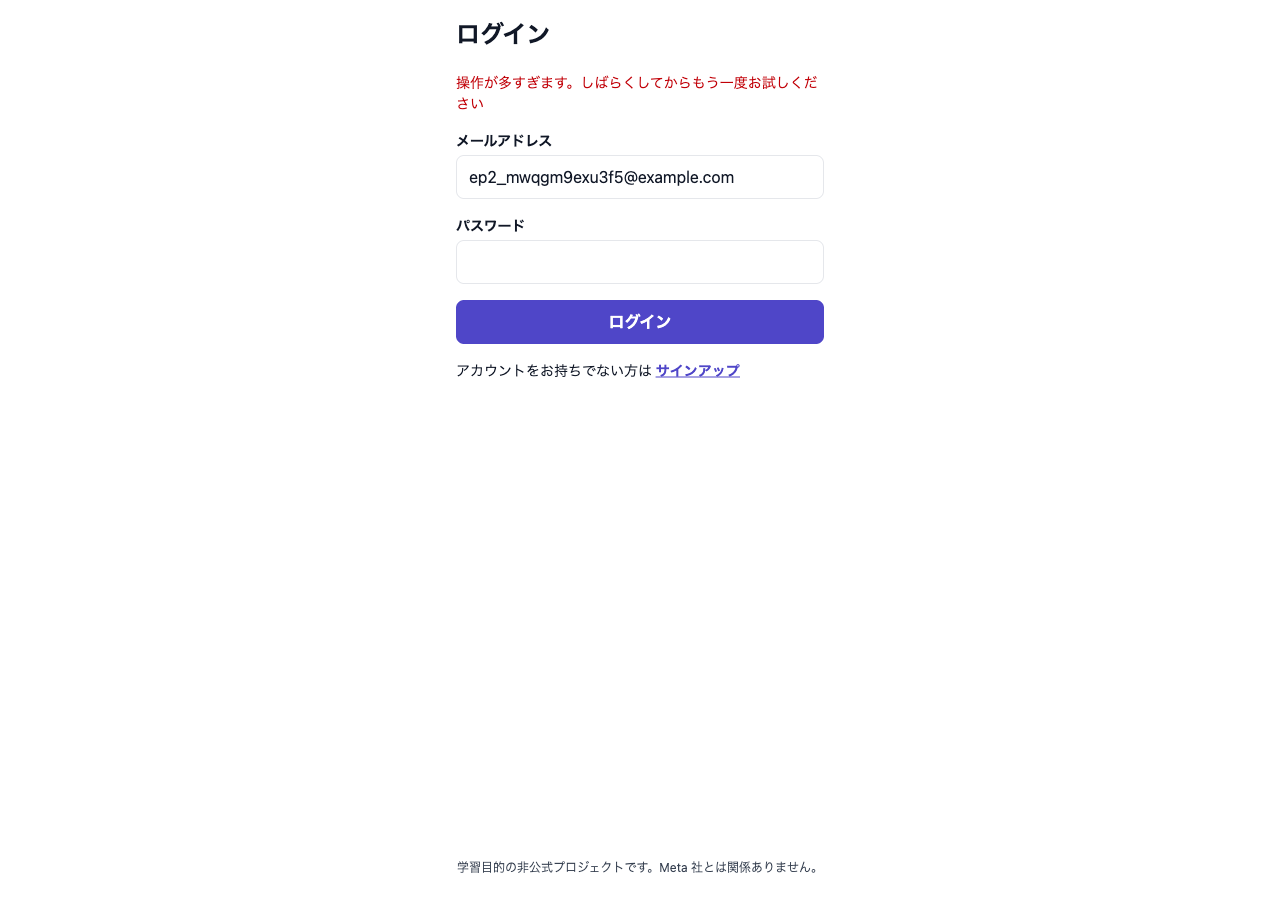 ログイン
操作が多すぎます。しばらくしてからもう一度お試しくだ
さい
メールアドレス
ep2_mwqgm9exu3f5@example.com
パスワード
ログイン
アカウントをお持ちでない方は サインアップ
学習目的の非公式プロジェクトです。Meta 社とは関係ありません。